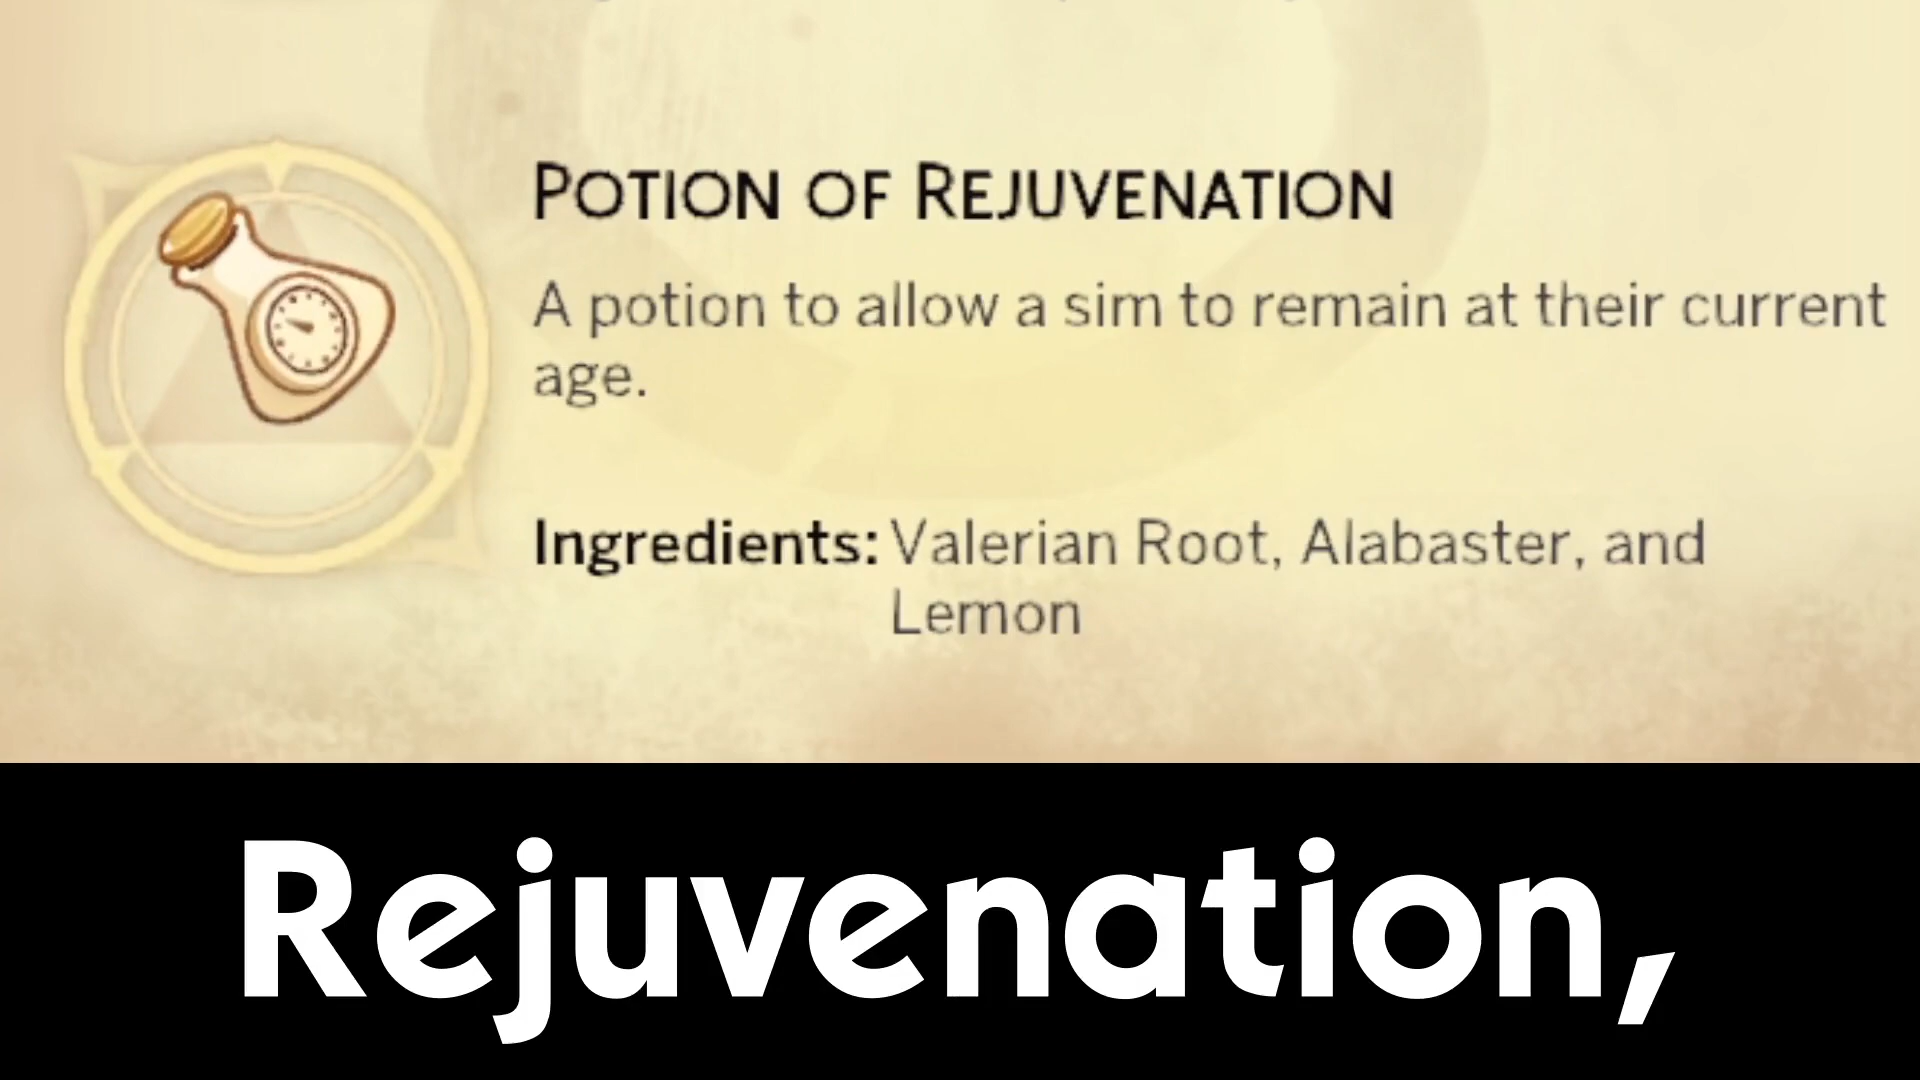 POTION OF REJUVENATION
A potion to allow a sim to remain at their current
age.
Ingredients: Valerian Root, Alabaster, and
Lemon
Rejuvenation,